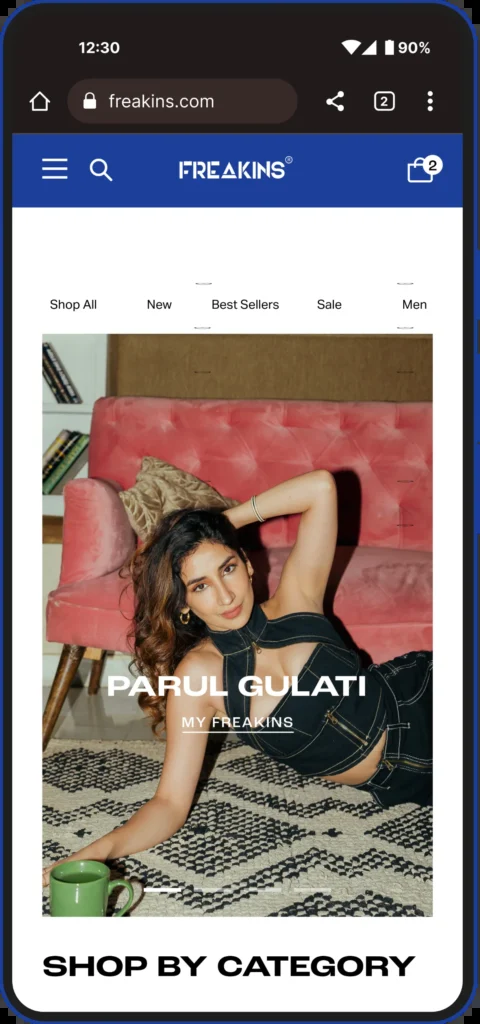 12:30 90%
freakins.com 2
FREAKINS® 2
Shop All New Best Sellers Sale Men
PARUL GULATI
MY FREAKINS
SHOP BY CATEGORY